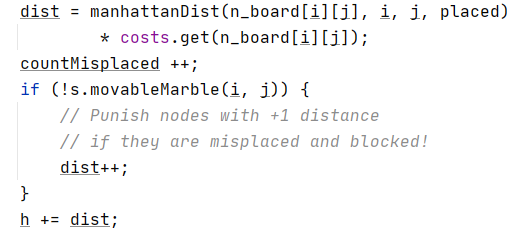 dist = manhattanDist(n_board[i][j], i, j, placed)
        * costs.get(n_board[i][j]);
countMisplaced ++;
if (!s.movableMarble(i, j)) {
    // Punish nodes with +1 distance
    // if they are misplaced and blocked!
    dist++;
}
h += dist;